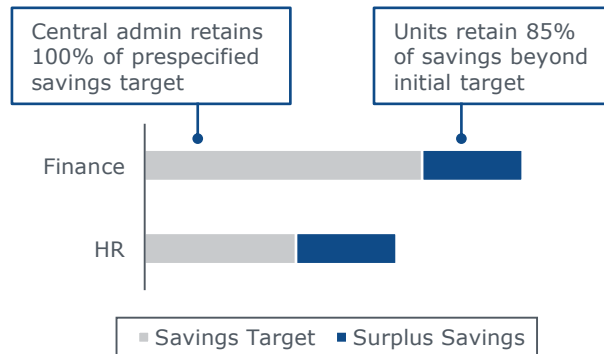 Central admin retains
100% of prespecified
savings target
Units retain 85%
of savings beyond
initial target
Finance
HR
Savings Target
Surplus Savings